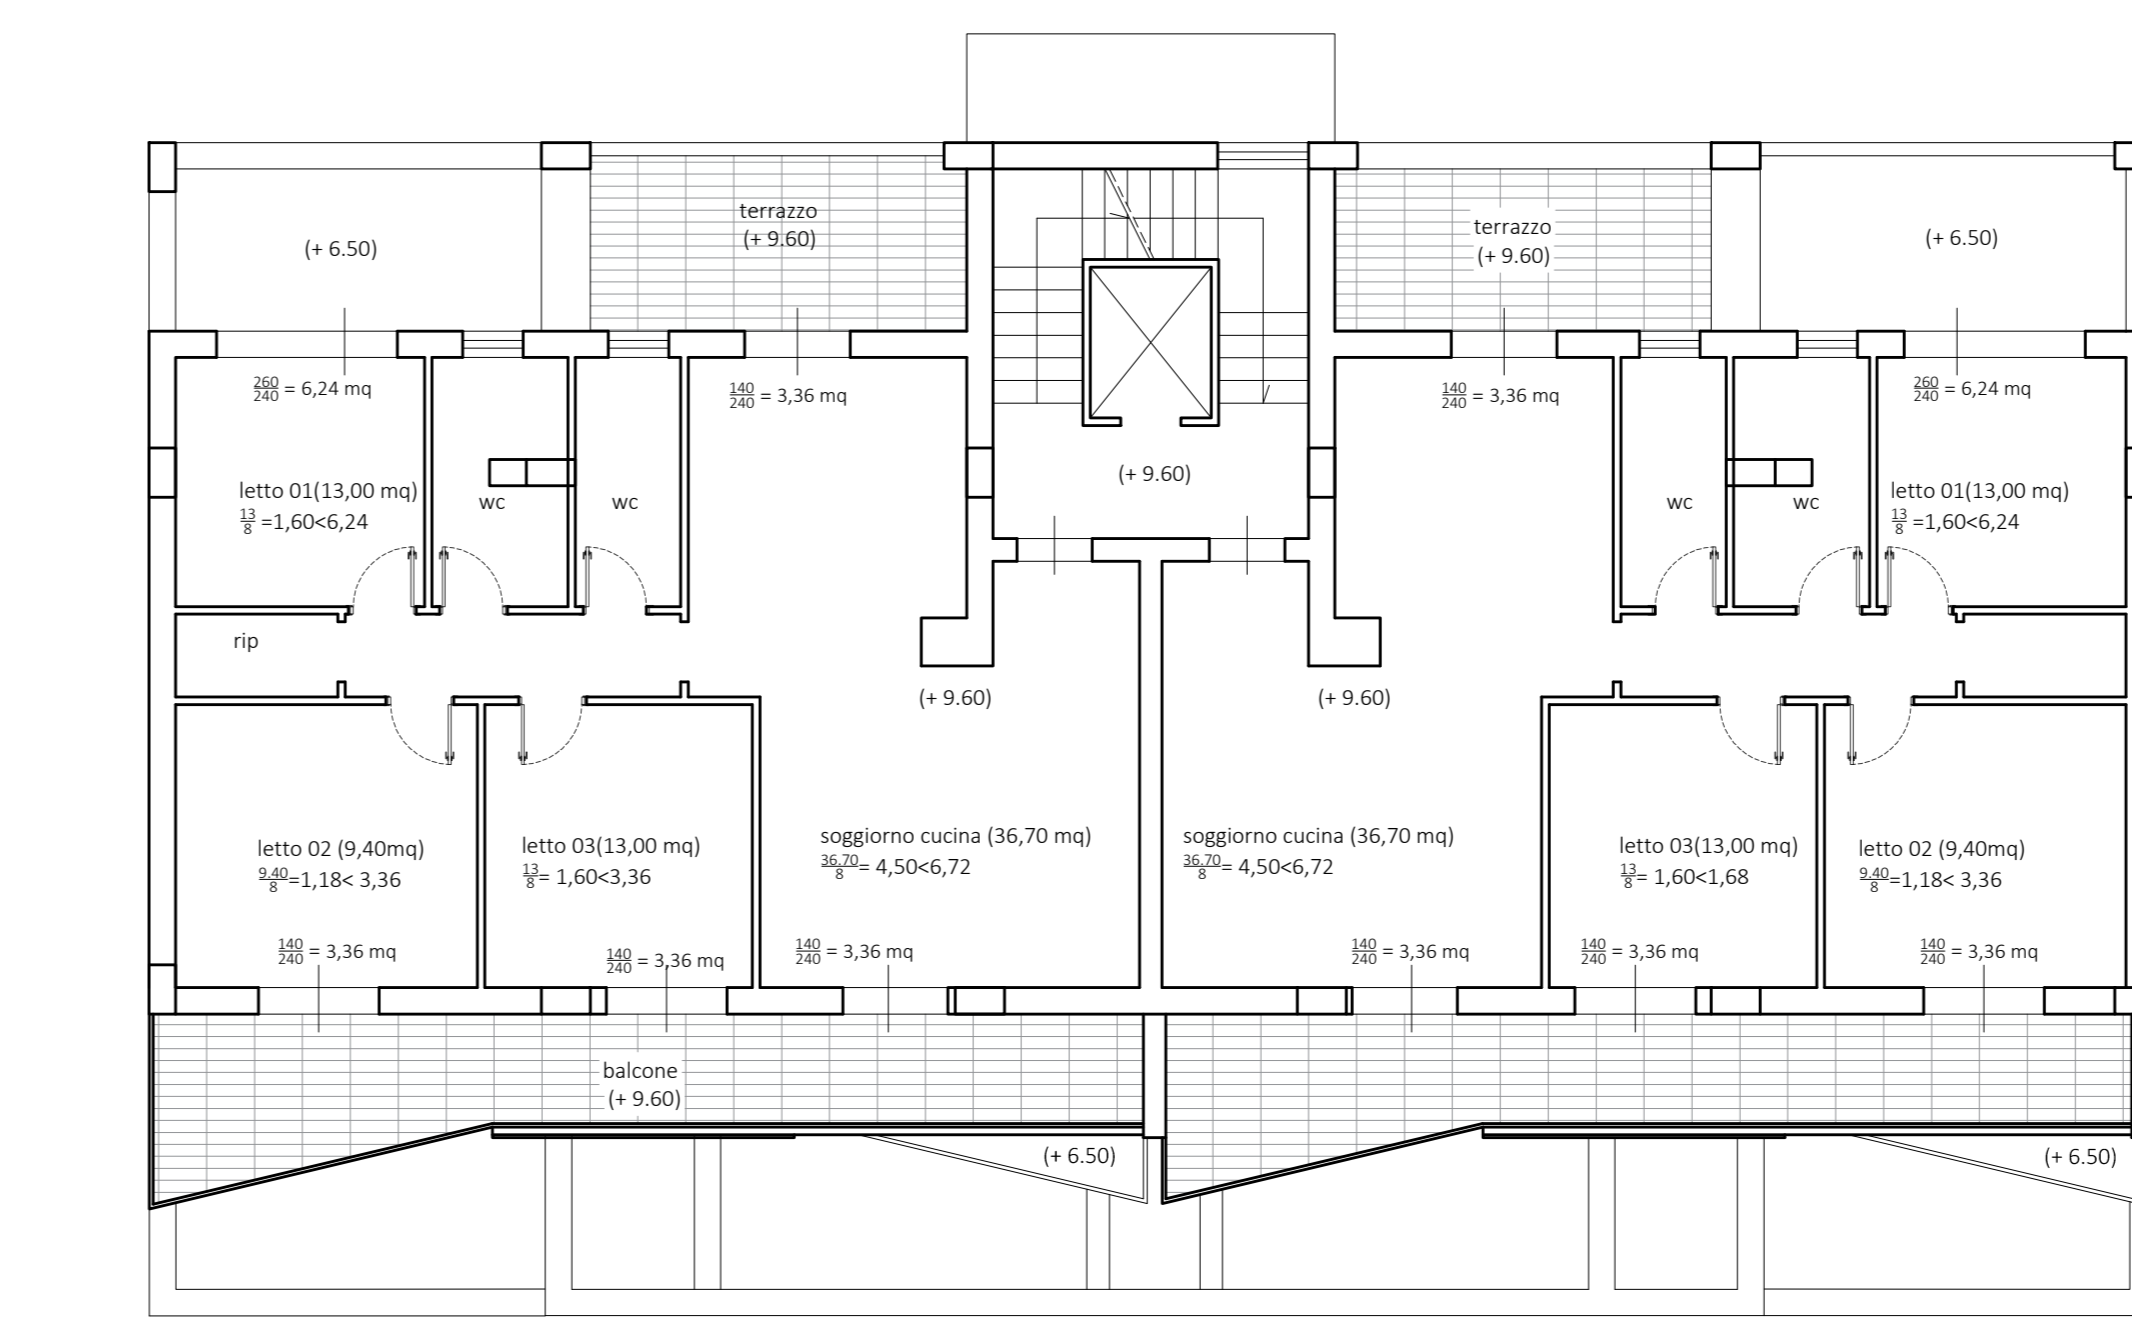 terrazzo
(+ 9.60)
terrazzo
(+ 9.60)
(+ 6.50)
(+ 6.50)
260/240 = 6,24 mq
140/240 = 3,36 mq
140/240 = 3,36 mq
260/240 = 6,24 mq
(+ 9.60)
letto 01(13,00 mq)
13/8 =1,60<6,24
wc
wc
wc
wc
letto 01(13,00 mq)
13/8 =1,60<6,24
rip
(+ 9.60)
(+ 9.60)
letto 02 (9,40mq)
9.40/8=1,18< 3,36
letto 03(13,00 mq)
13/8= 1,60<3,36
soggiorno cucina (36,70 mq)
36.70/8= 4,50<6,72
soggiorno cucina (36,70 mq)
36.70/8= 4,50<6,72
letto 03(13,00 mq)
13/8= 1,60<1,68
letto 02 (9,40mq)
9.40/8=1,18< 3,36
140/240 = 3,36 mq
140/240 = 3,36 mq
140/240 = 3,36 mq
140/240 = 3,36 mq
140/240 = 3,36 mq
140/240 = 3,36 mq
balcone
(+ 9.60)
(+ 6.50)
(+ 6.50)